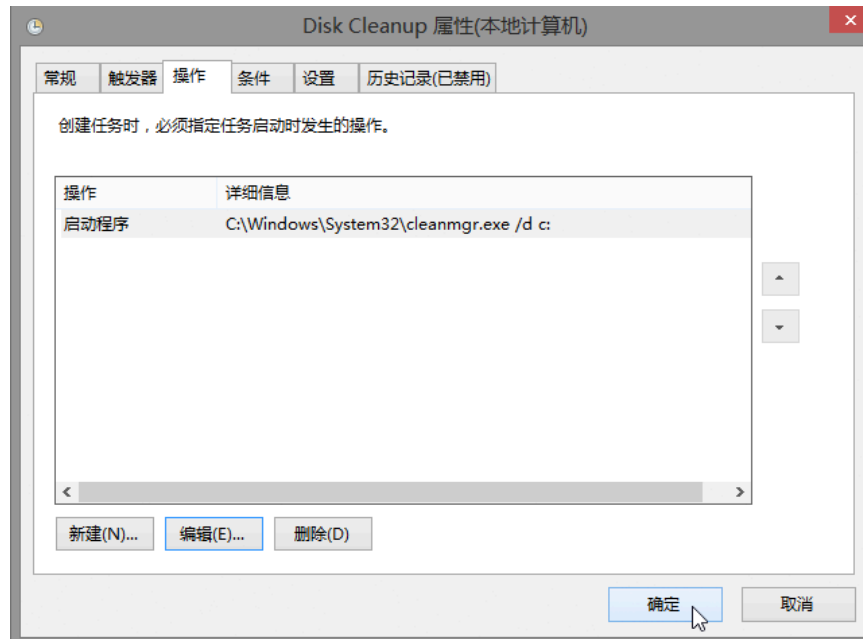 Disk Cleanup 属性(本地计算机)
常规 触发器 操作 条件 设置 历史记录(已禁用)
创建任务时，必须指定任务启动时发生的操作。
操作 详细信息
启动程序 C:\Windows\System32\cleanmgr.exe /d c:
新建(N)... 编辑(E)... 删除(D)
确定 取消